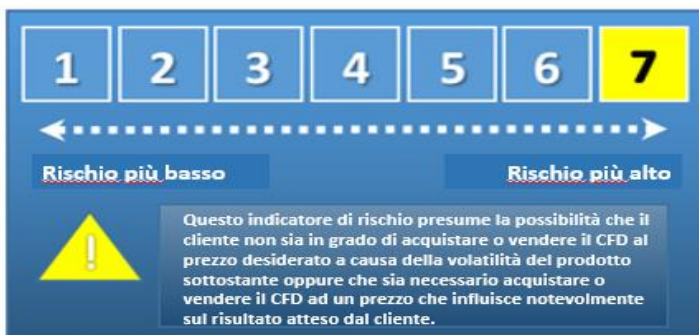 1 2 3 4 5 6 7
Rischio più basso Rischio più alto
!
Questo indicatore di rischio presume la possibilità che il
cliente non sia in grado di acquistare o vendere il CFD al
prezzo desiderato a causa della volatilità del prodotto
sottostante oppure che sia necessario acquistare o
vendere il CFD ad un prezzo che influisce notevolmente
sul risultato atteso dal cliente.